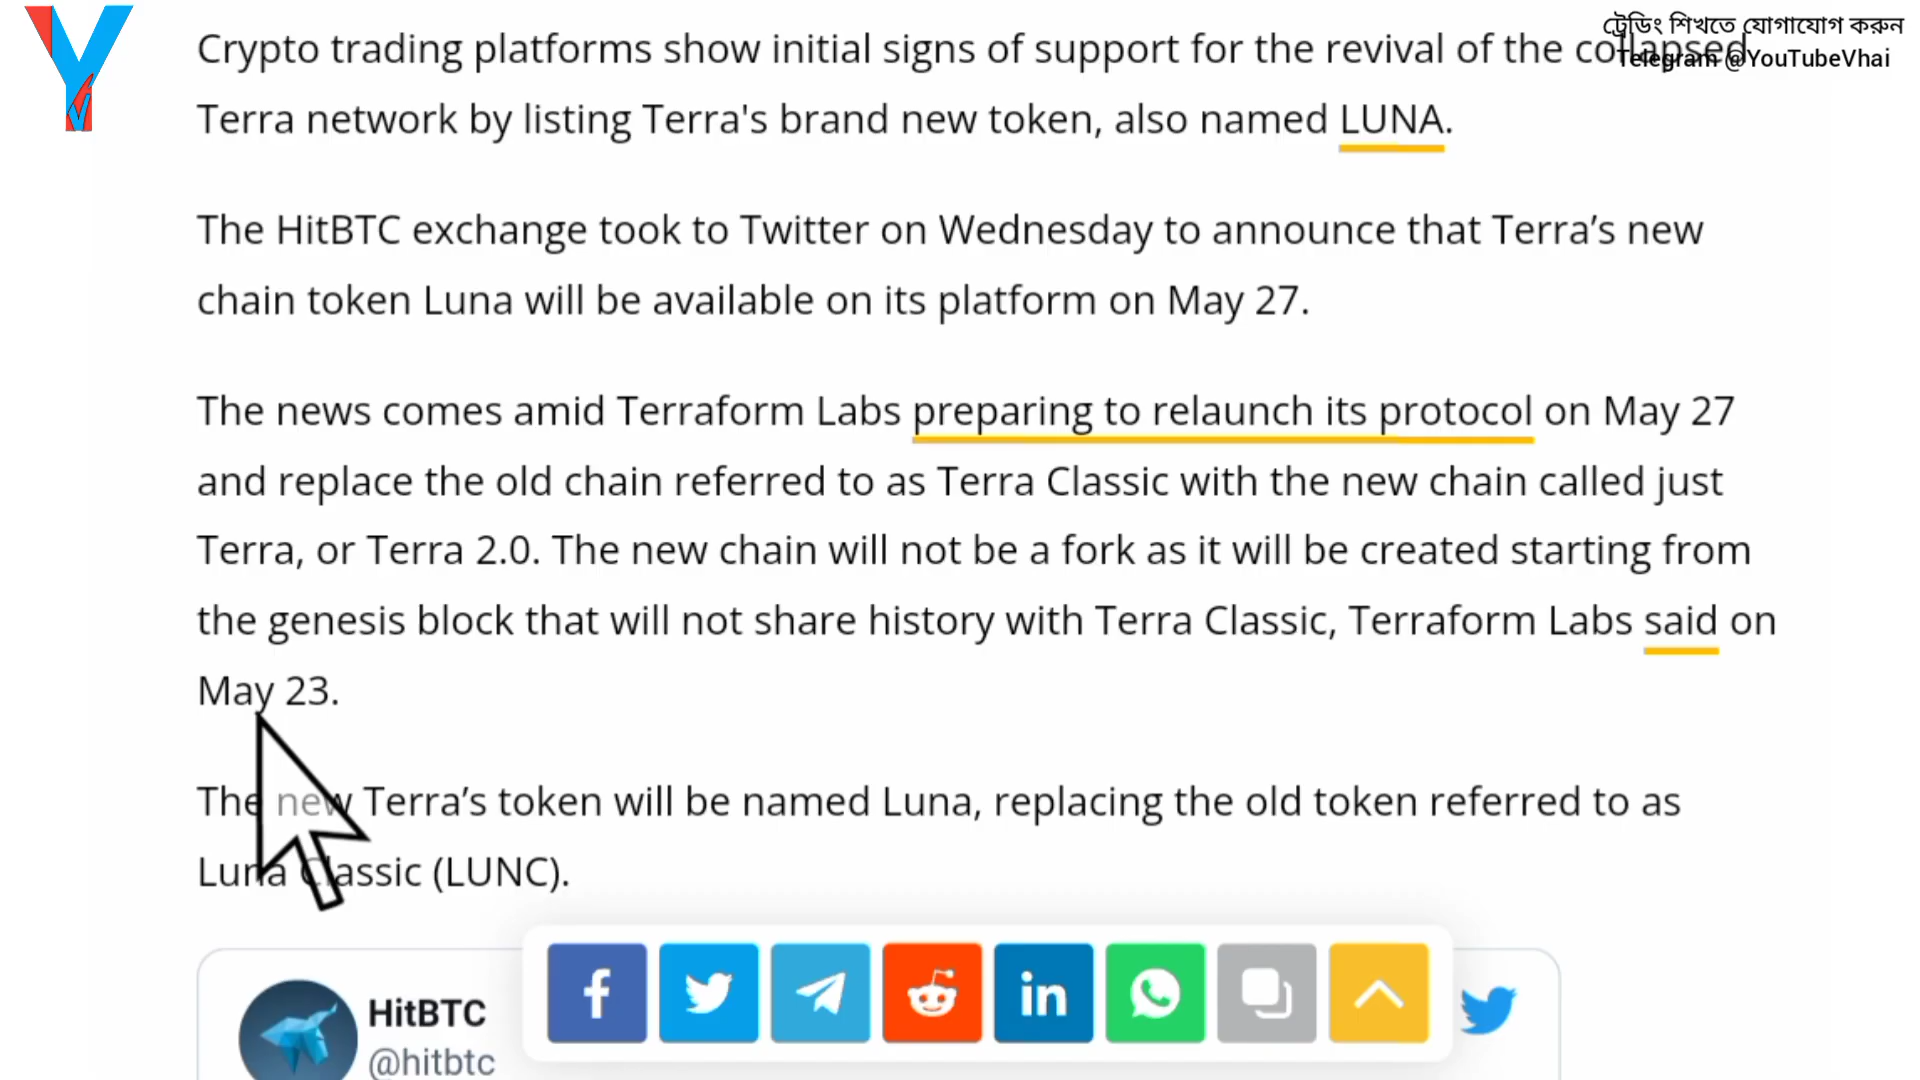 ট্রেডিং শিখতে যোগাযোগ করুন
Telegram @YouTubeVhai
Crypto trading platforms show initial signs of support for the revival of the collapsed
Terra network by listing Terra's brand new token, also named LUNA.
The HitBTC exchange took to Twitter on Wednesday to announce that Terra’s new
chain token Luna will be available on its platform on May 27.
The news comes amid Terraform Labs preparing to relaunch its protocol on May 27
and replace the old chain referred to as Terra Classic with the new chain called just
Terra, or Terra 2.0. The new chain will not be a fork as it will be created starting from
the genesis block that will not share history with Terra Classic, Terraform Labs said on
May 23.
The new Terra’s token will be named Luna, replacing the old token referred to as
Luna Classic (LUNC).
HitBTC
@hitbtc